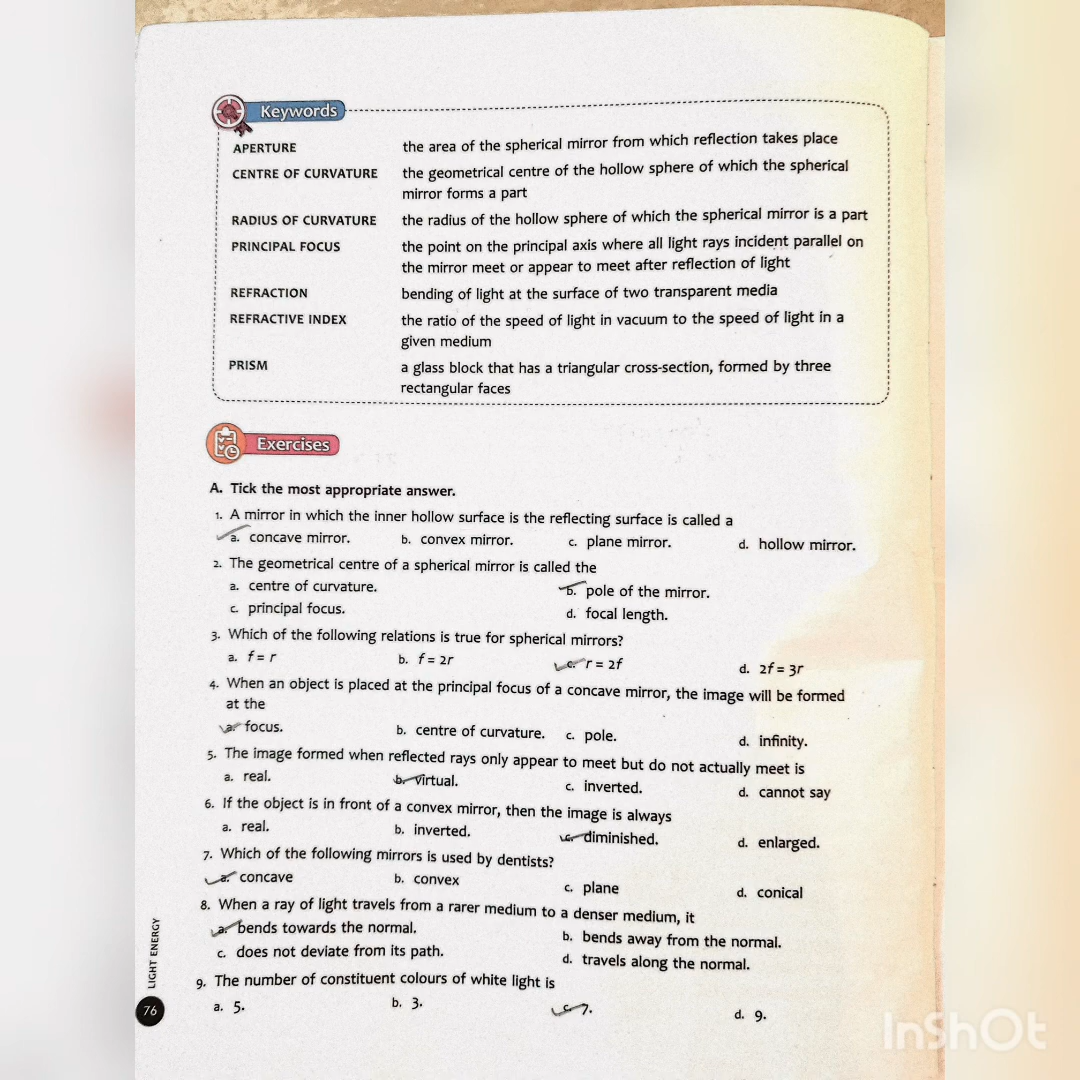 Keywords
APERTURE the area of the spherical mirror from which reflection takes place
CENTRE OF CURVATURE the geometrical centre of the hollow sphere of which the spherical
mirror forms a part
RADIUS OF CURVATURE the radius of the hollow sphere of which the spherical mirror is a part
PRINCIPAL FOCUS the point on the principal axis where all light rays incident parallel on
the mirror meet or appear to meet after reflection of light
REFRACTION bending of light at the surface of two transparent media
REFRACTIVE INDEX the ratio of the speed of light in vacuum to the speed of light in a
given medium
PRISM a glass block that has a triangular cross-section, formed by three
rectangular faces
Exercises
A. Tick the most appropriate answer.
1. A mirror in which the inner hollow surface is the reflecting surface is called a
a. concave mirror. b. convex mirror. c. plane mirror. d. hollow mirror.
2. The geometrical centre of a spherical mirror is called the
a. centre of curvature. b. pole of the mirror.
c. principal focus. d. focal length.
3. Which of the following relations is true for spherical mirrors?
a. f = r b. f = 2r c. r = 2f d. 2f = 3r
4. When an object is placed at the principal focus of a concave mirror, the image will be formed
at the
a. focus. b. centre of curvature. c. pole. d. infinity.
5. The image formed when reflected rays only appear to meet but do not actually meet is
a. real. b. virtual. c. inverted. d. cannot say
6. If the object is in front of a convex mirror, then the image is always
a. real. b. inverted. c. diminished. d. enlarged.
7. Which of the following mirrors is used by dentists?
a. concave b. convex c. plane d. conical
8. When a ray of light travels from a rarer medium to a denser medium, it
a. bends towards the normal. b. bends away from the normal.
c. does not deviate from its path. d. travels along the normal.
9. The number of constituent colours of white light is
a. 5. b. 3. c. 7. d. 9.
LIGHT ENERGY
76
InShOt